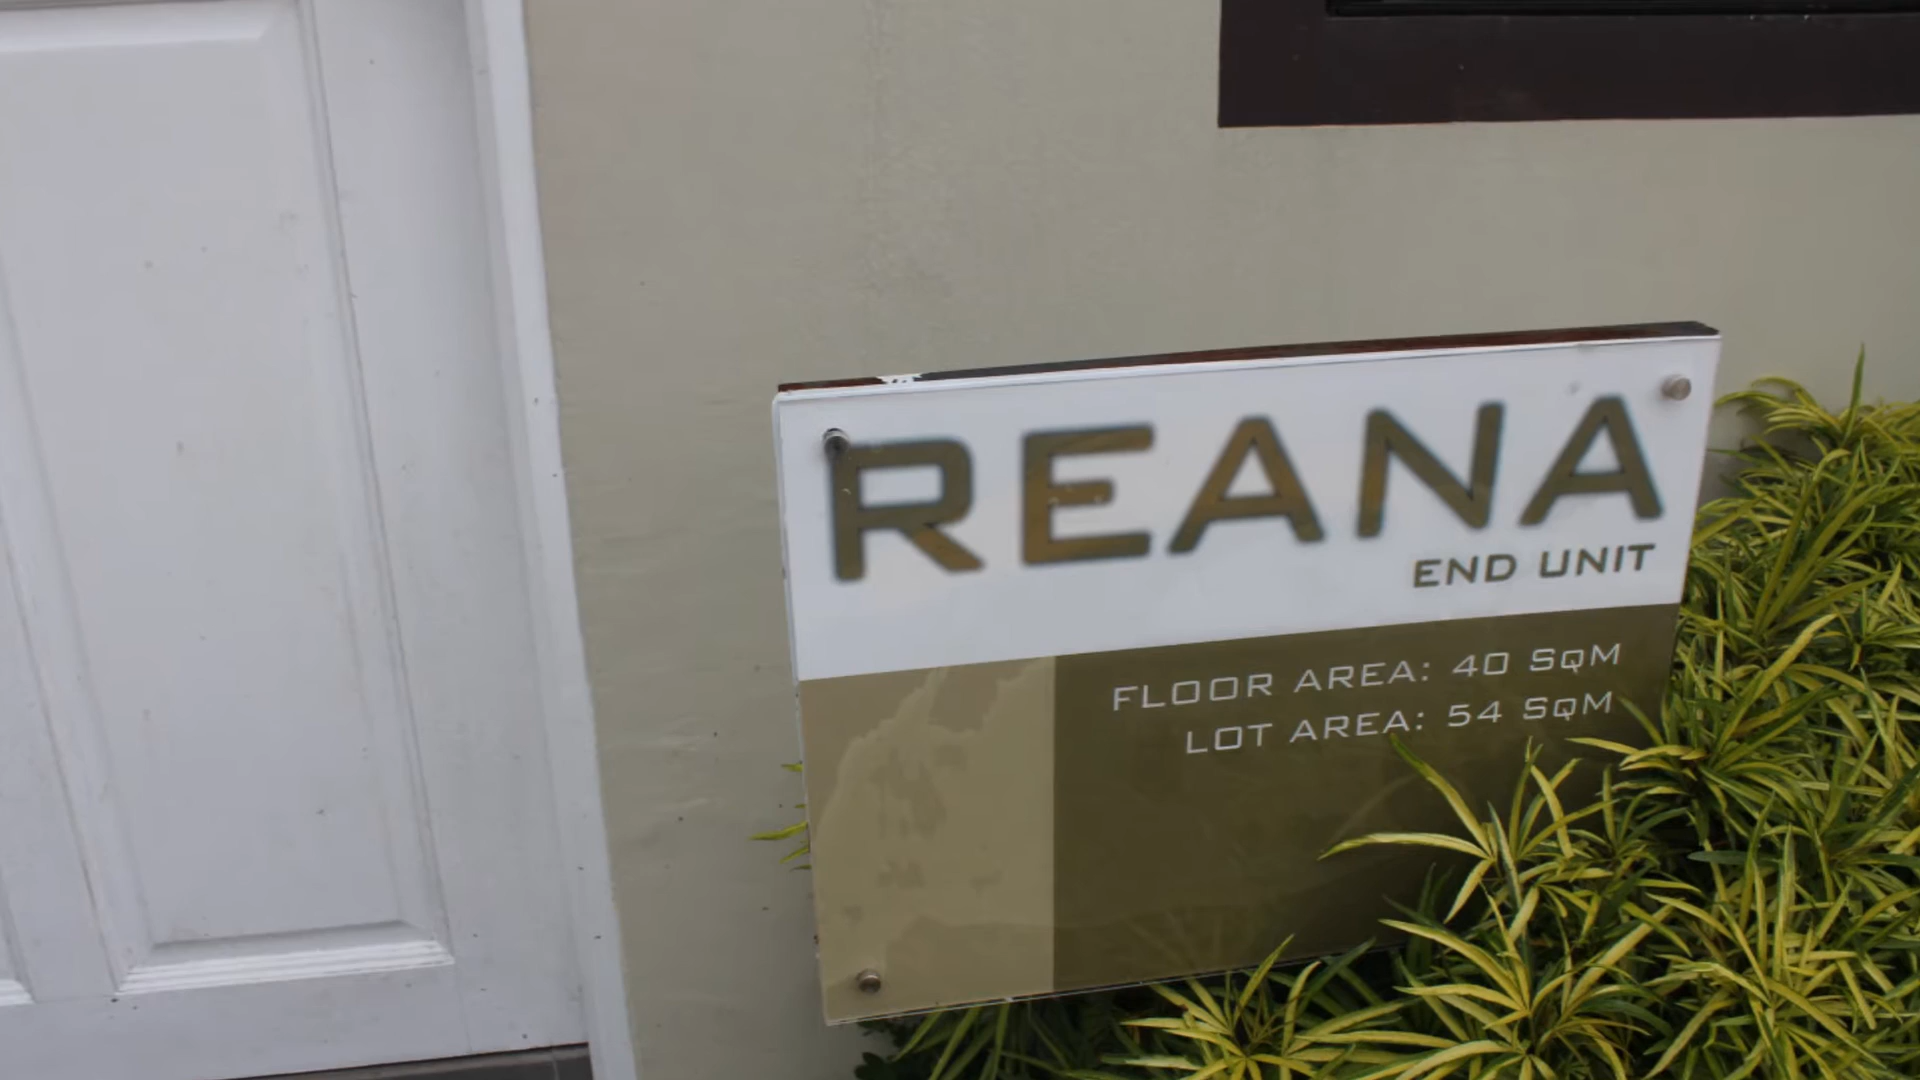 REANA
END UNIT
FLOOR AREA: 40 SqM
LOT AREA: 54 SqM